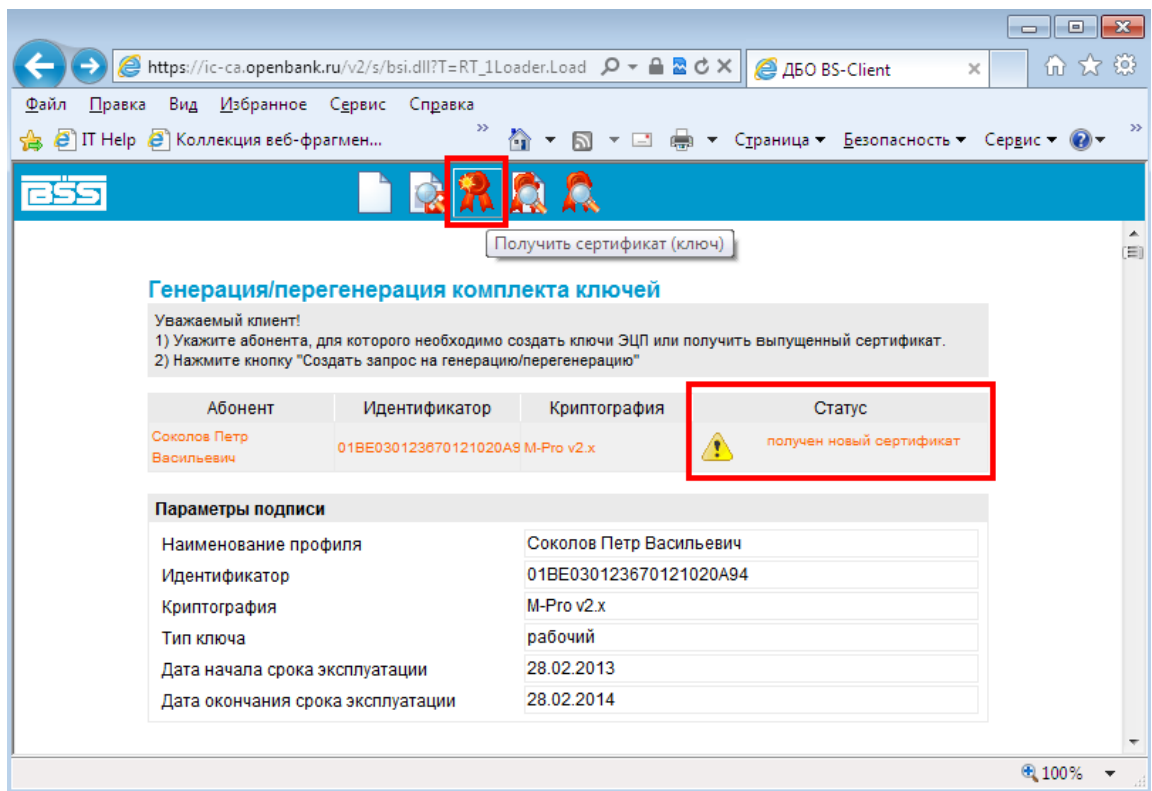 https://ic-ca.openbank.ru/v2/s/bsi.dll?T=RT_1Loader.Load
ДБО BS-Client
Файл Правка Вид Избранное Сервис Справка
IT Help Коллекция веб-фрагмен...
Страница Безопасность Сервис
BSS
Получить сертификат (ключ)
Генерация/перегенерация комплекта ключей
Уважаемый клиент!
1) Укажите абонента, для которого необходимо создать ключи ЭЦП или получить выпущенный сертификат.
2) Нажмите кнопку "Создать запрос на генерацию/перегенерацию"
Абонент Идентификатор Криптография Статус
Соколов Петр
Васильевич
01BE030123670121020A9 M-Pro v2.x получен новый сертификат
Параметры подписи
Наименование профиля Соколов Петр Васильевич
Идентификатор 01BE030123670121020A94
Криптография M-Pro v2.x
Тип ключа рабочий
Дата начала срока эксплуатации 28.02.2013
Дата окончания срока эксплуатации 28.02.2014
100%